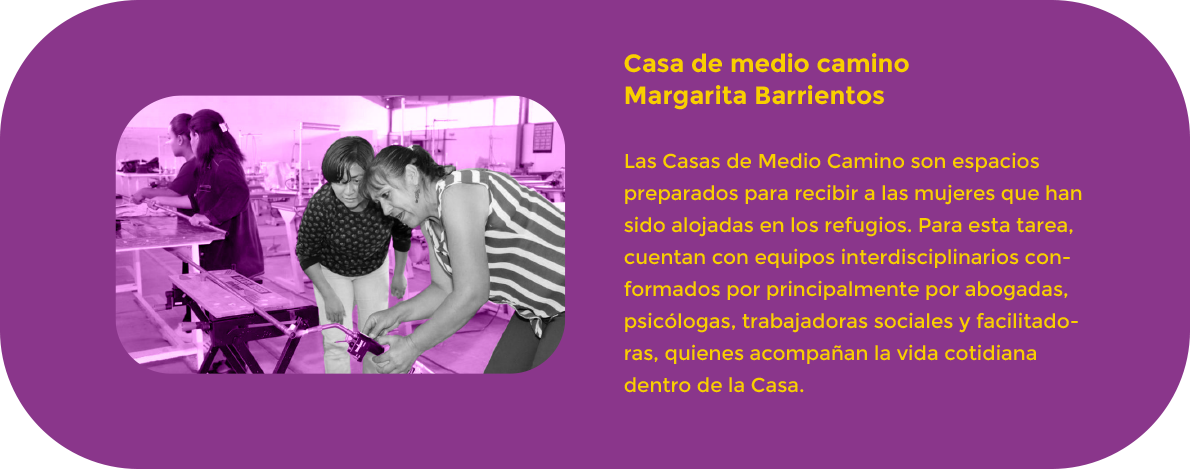 Casa de medio camino
Margarita Barrientos
Las Casas de Medio Camino son espacios
preparados para recibir a las mujeres que han
sido alojadas en los refugios. Para esta tarea,
cuentan con equipos interdisciplinarios con-
formados por principalmente por abogadas,
psicólogas, trabajadoras sociales y facilitado-
ras, quienes acompañan la vida cotidiana
dentro de la Casa.